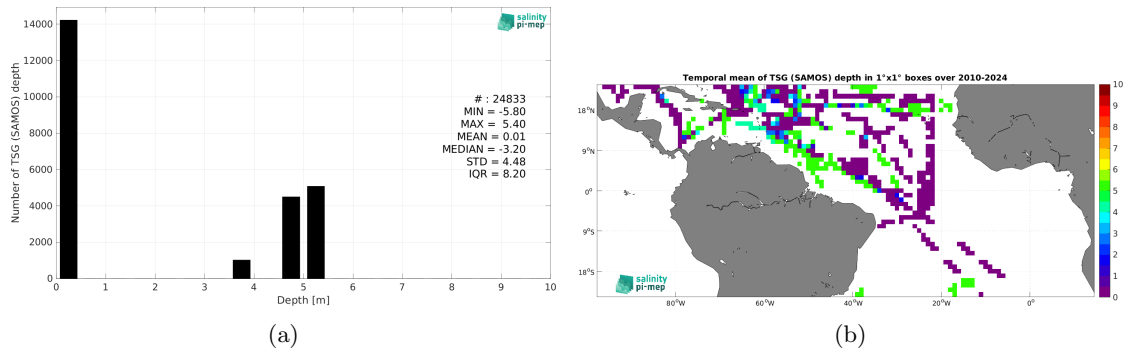 14000
12000
10000
8000
6000
4000
2000
0
Number of TSG (SAMOS) depth
salinity
pi-mep
# : 24833
MIN = -5.80
MAX = 5.40
MEAN = 0.01
MEDIAN = -3.20
STD = 4.48
IQR = 8.20
0 1 2 3 4 5 6 7 8 9 10
Depth [m]
(a)
Temporal mean of TSG (SAMOS) depth in 1°x1° boxes over 2010-2024
18°N
9°N
0°
9°S
18°S
salinity
pi-mep
80°W 60°W 40°W 20°W 0°
10
9
8
7
6
5
4
3
2
1
0
(b)